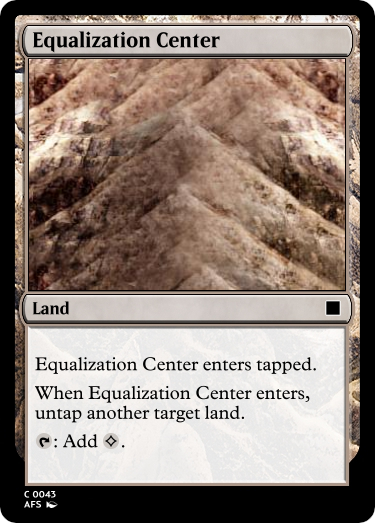 Equalization Center
Land
Equalization Center enters tapped.
When Equalization Center enters,
untap another target land.
: Add .
C 0043
AFS